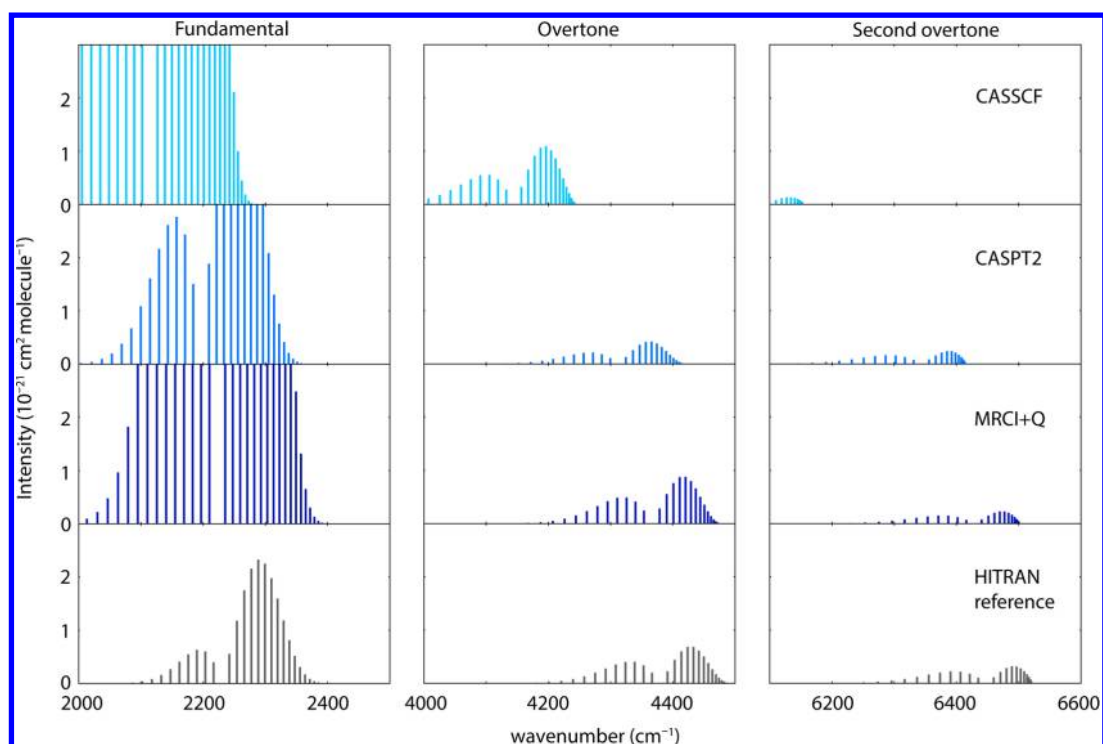 Fundamental
Overtone
Second overtone
2
1
0
CASSCF
2
1
0
CASPT2
2
1
0
MRCI+Q
2
1
0
HITRAN
reference
Intensity (10⁻²¹ cm² molecule⁻¹)
2000 2200 2400
4000 4200 4400
6200 6400 6600
wavenumber (cm⁻¹)